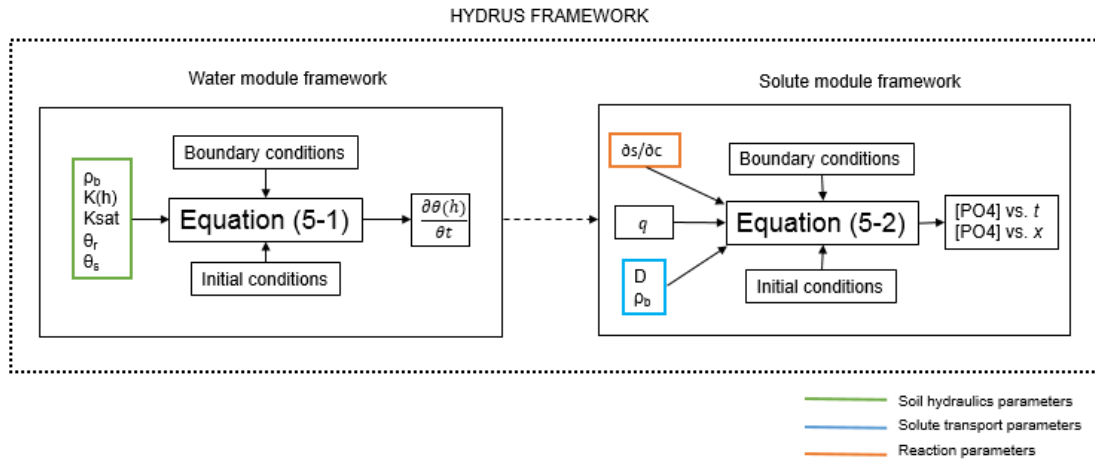 HYDRUS FRAMEWORK
Water module framework
Boundary conditions
ρb
K(h)
Ksat
θr
θs
Equation (5-1)
∂θ(h)
θt
Initial conditions
Solute module framework
∂s/∂c
Boundary conditions
q
Equation (5-2)
[PO4] vs. t
[PO4] vs. x
D
ρb
Initial conditions
Soil hydraulics parameters
Solute transport parameters
Reaction parameters